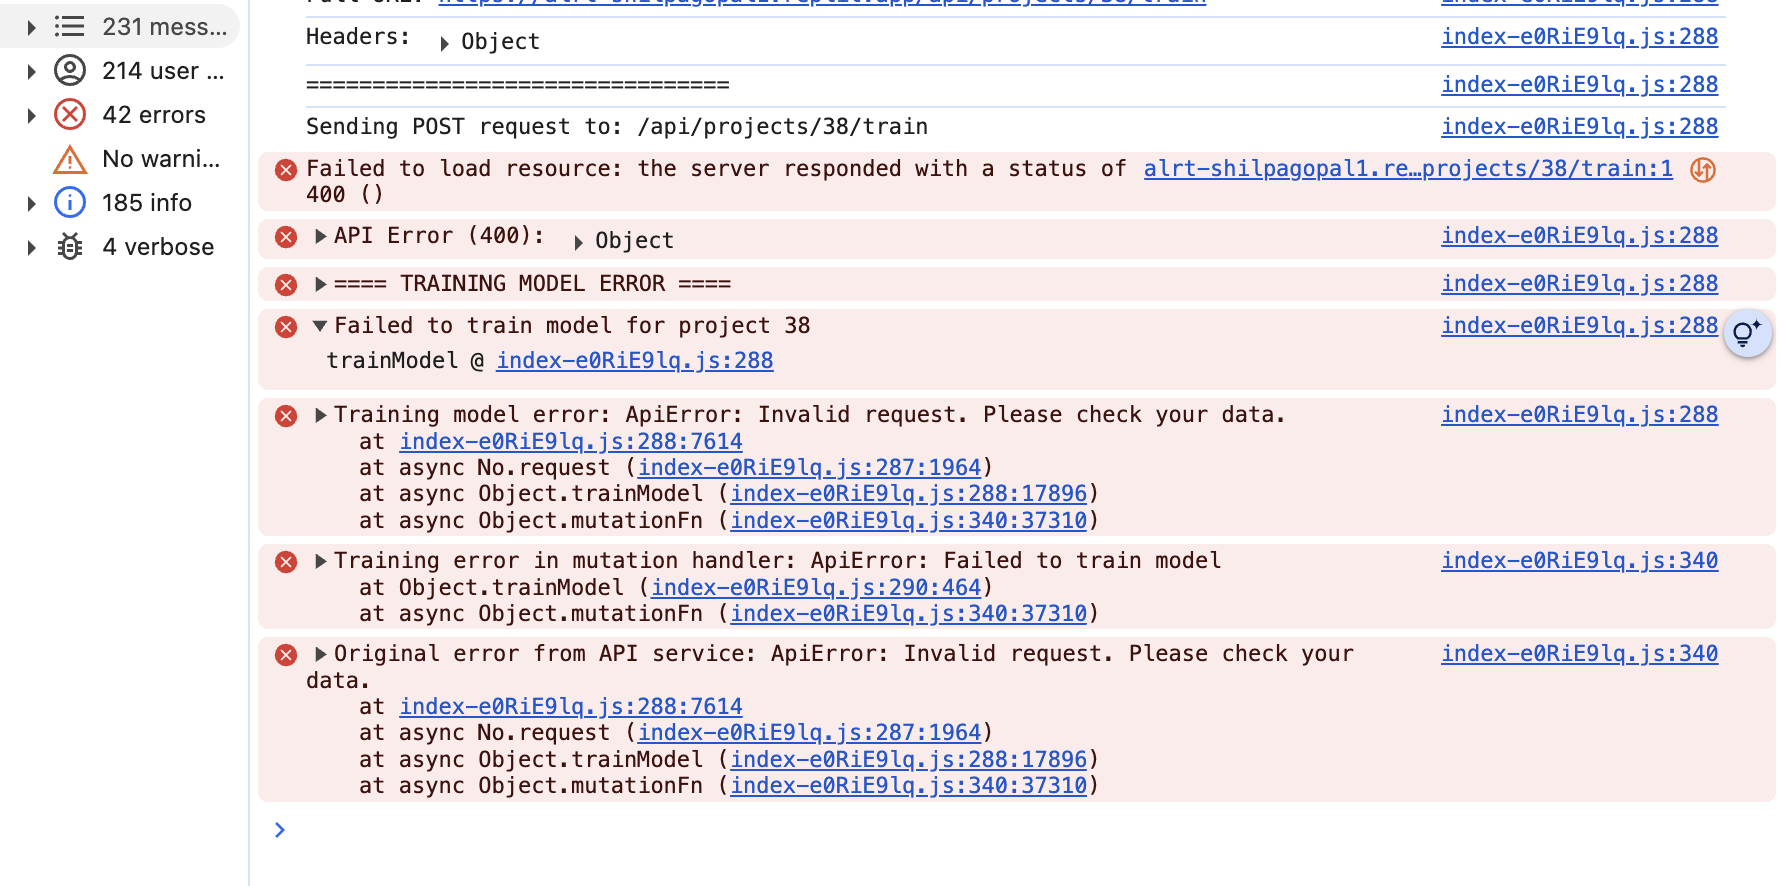 Full URL: https://alrt-shilpagopal1.replit.app/api/projects/38/train index-e0RiE9lq.js:288
231 mess...
Headers: Object index-e0RiE9lq.js:288
214 user ...
================================ index-e0RiE9lq.js:288
42 errors
Sending POST request to: /api/projects/38/train index-e0RiE9lq.js:288
No warni...
Failed to load resource: the server responded with a status of alrt-shilpagopal1.re…projects/38/train:1
400 ()
185 info
API Error (400): Object index-e0RiE9lq.js:288
4 verbose
==== TRAINING MODEL ERROR ==== index-e0RiE9lq.js:288
Failed to train model for project 38 index-e0RiE9lq.js:288
trainModel @ index-e0RiE9lq.js:288
Training model error: ApiError: Invalid request. Please check your data. index-e0RiE9lq.js:288
at index-e0RiE9lq.js:288:7614
at async No.request (index-e0RiE9lq.js:287:1964)
at async Object.trainModel (index-e0RiE9lq.js:288:17896)
at async Object.mutationFn (index-e0RiE9lq.js:340:37310)
Training error in mutation handler: ApiError: Failed to train model index-e0RiE9lq.js:340
at Object.trainModel (index-e0RiE9lq.js:290:464)
at async Object.mutationFn (index-e0RiE9lq.js:340:37310)
Original error from API service: ApiError: Invalid request. Please check your index-e0RiE9lq.js:340
data.
at index-e0RiE9lq.js:288:7614
at async No.request (index-e0RiE9lq.js:287:1964)
at async Object.trainModel (index-e0RiE9lq.js:288:17896)
at async Object.mutationFn (index-e0RiE9lq.js:340:37310)